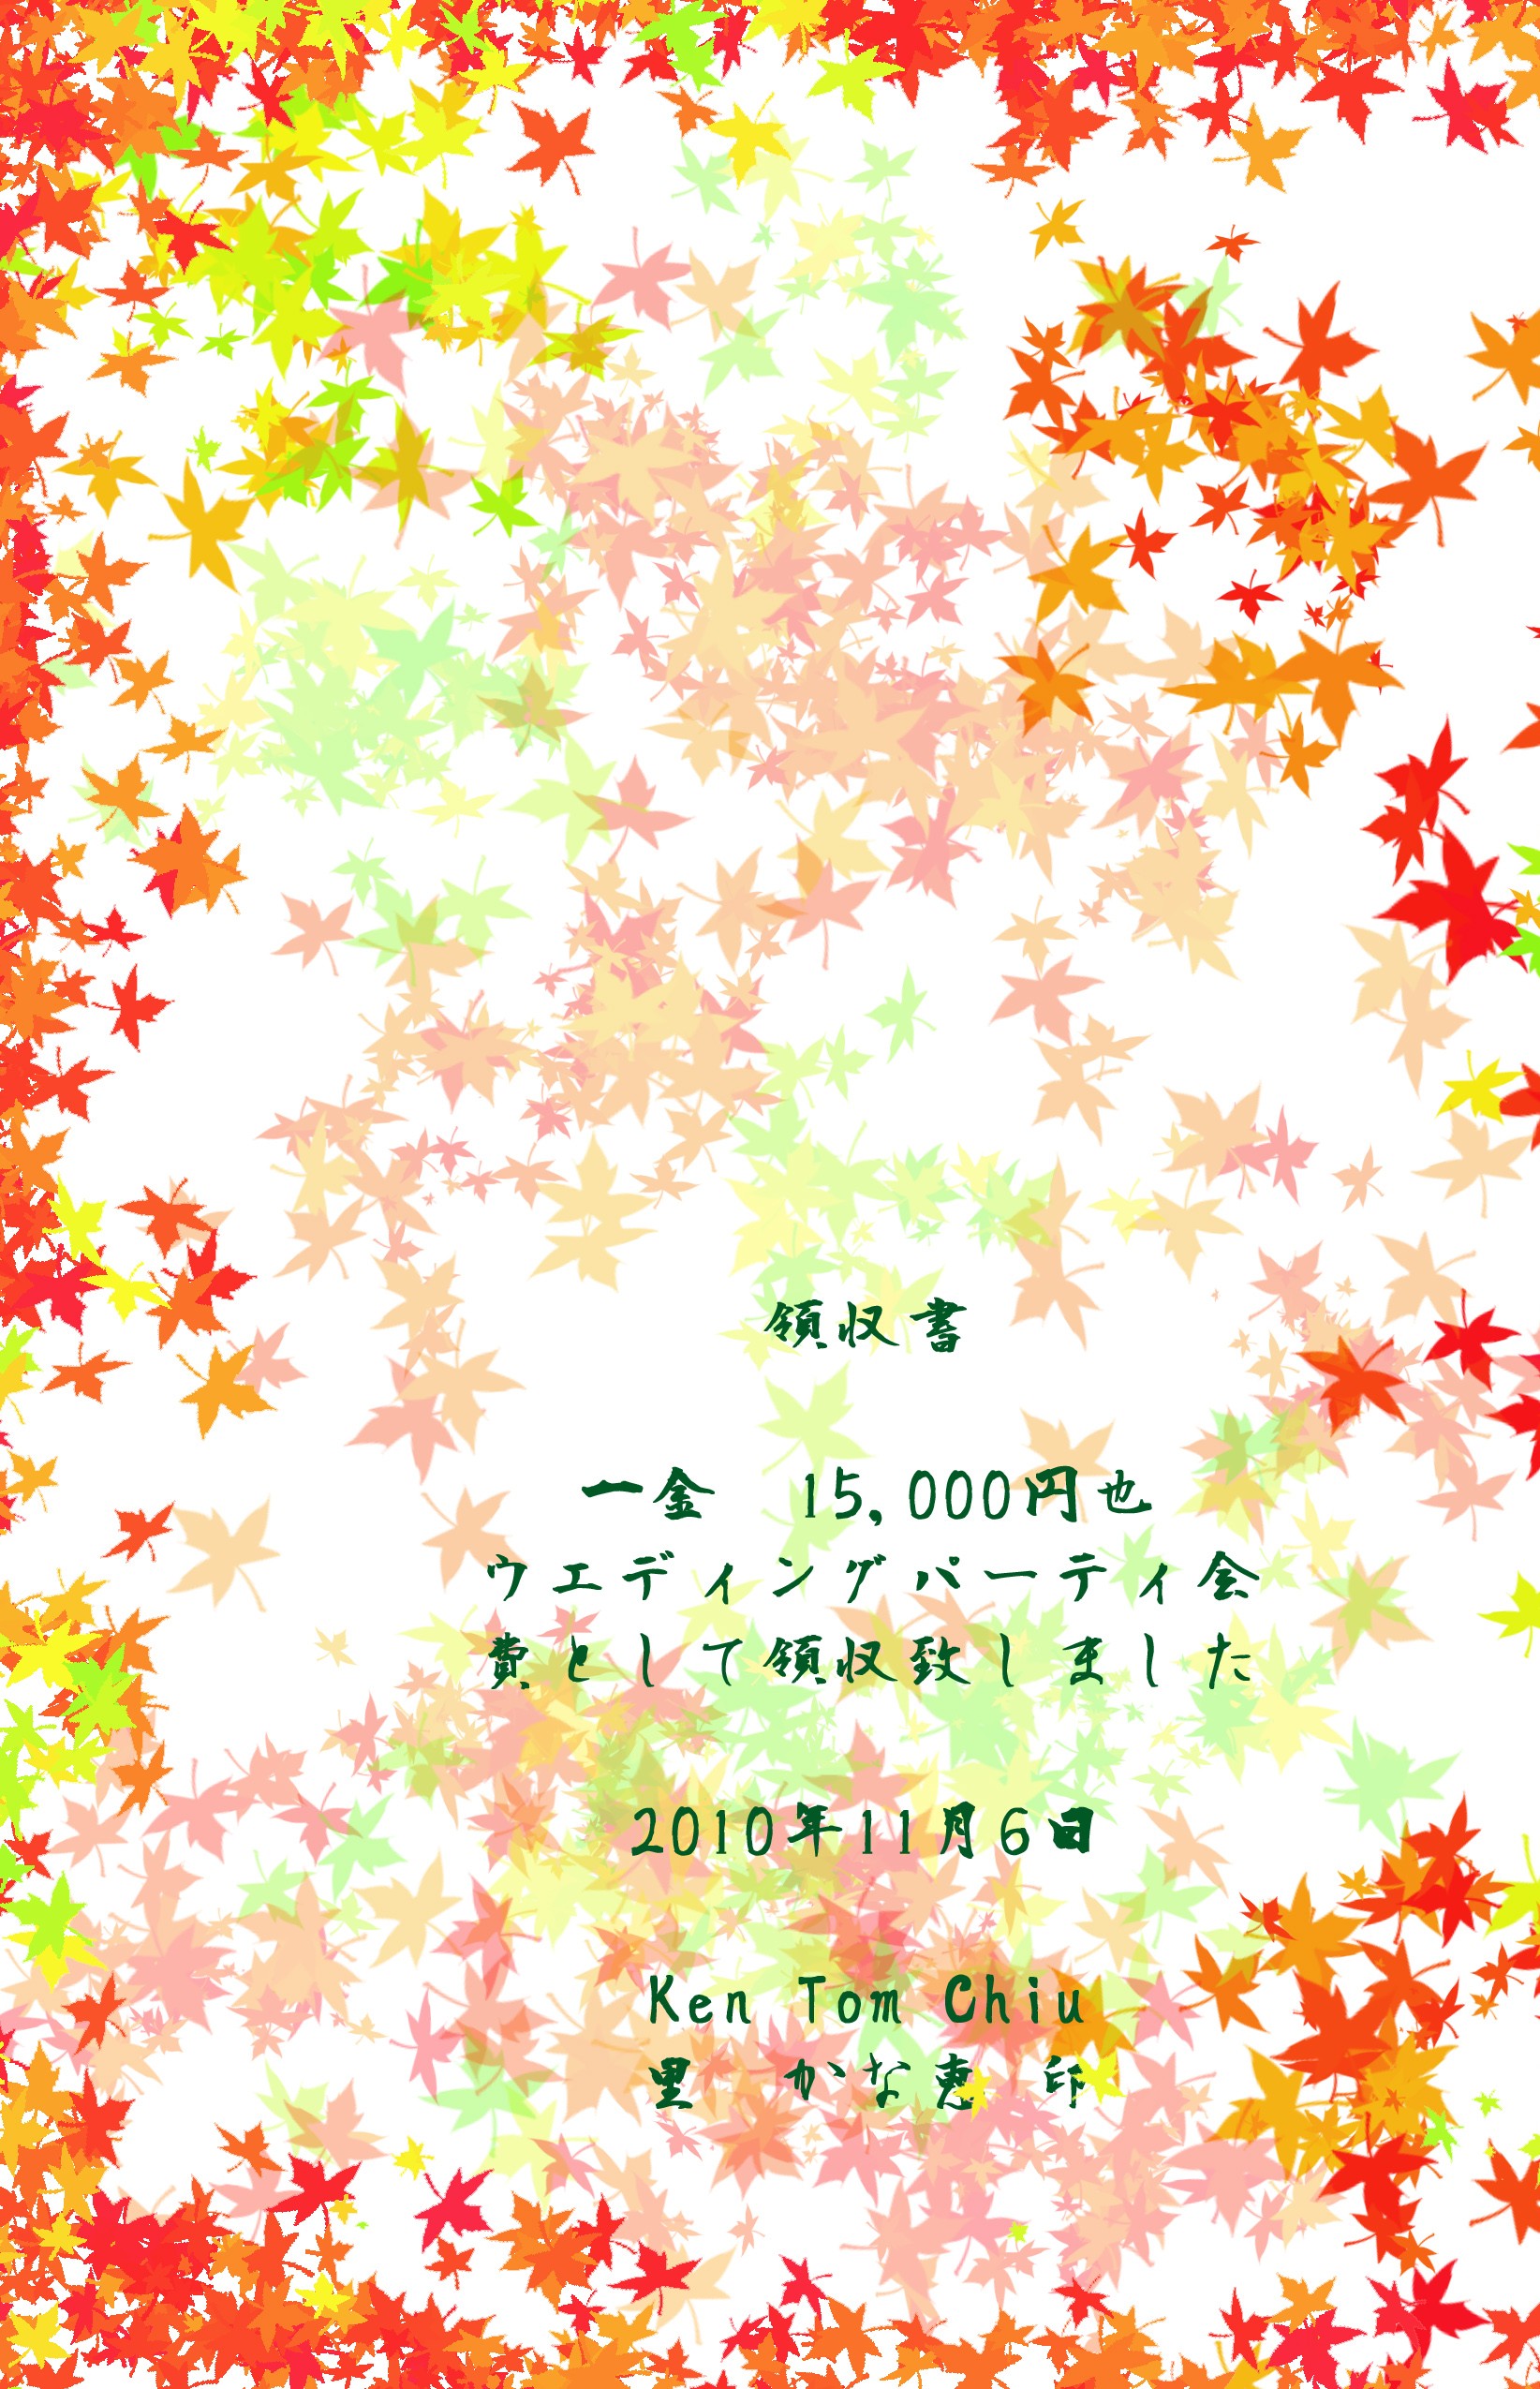 領収書
一金　15,000円也
ウエディングパーティ会
費として領収致しました
2010年11月6日
Ken Tom Chiu
里　かな恵　印